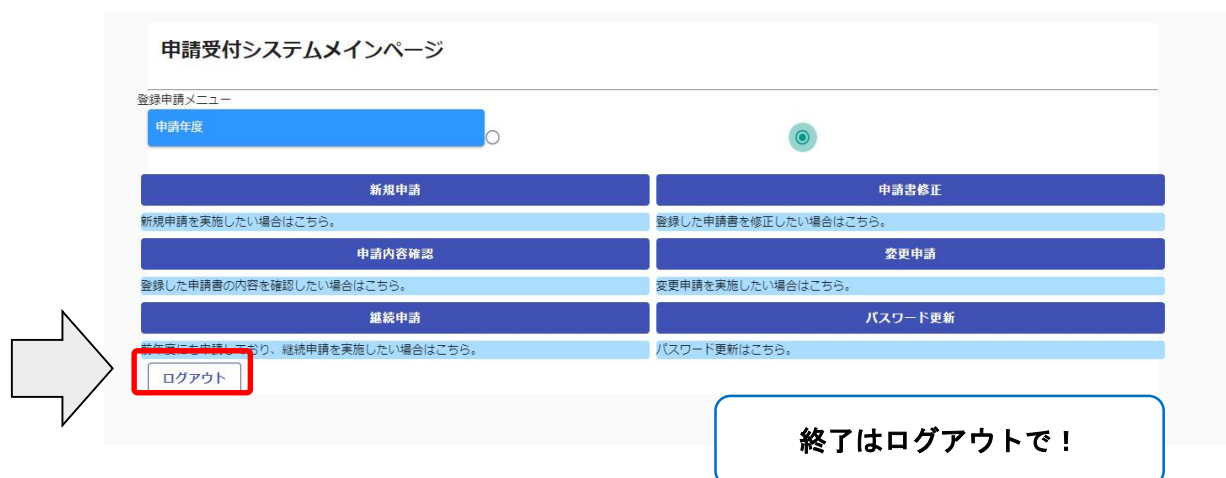 申請受付システムメインページ
登録申請メニュー
申請年度
新規申請
申請書修正
新規申請を実施したい場合はこちら。
登録した申請書を修正したい場合はこちら。
申請内容確認
変更申請
登録した申請書の内容を確認したい場合はこちら。
変更申請を実施したい場合はこちら。
継続申請
パスワード更新
前年度にも申請しており、継続申請を実施したい場合はこちら。
パスワード更新はこちら。
ログアウト
終了はログアウトで！